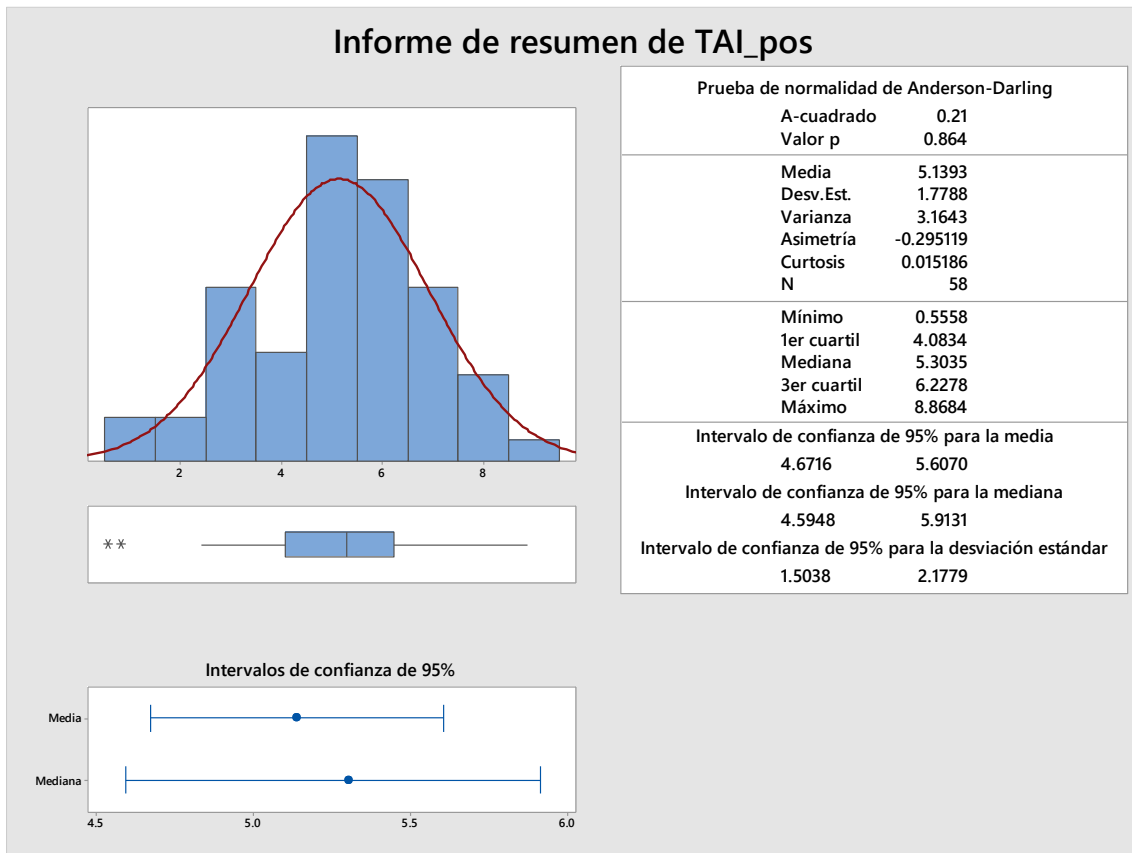 Informe de resumen de TAI_pos
2 4 6 8
**
Intervalos de confianza de 95%
Media
Mediana
4.5 5.0 5.5 6.0
Prueba de normalidad de Anderson-Darling
A-cuadrado 0.21
Valor p 0.864
Media 5.1393
Desv.Est. 1.7788
Varianza 3.1643
Asimetría -0.295119
Curtosis 0.015186
N 58
Mínimo 0.5558
1er cuartil 4.0834
Mediana 5.3035
3er cuartil 6.2278
Máximo 8.8684
Intervalo de confianza de 95% para la media
4.6716 5.6070
Intervalo de confianza de 95% para la mediana
4.5948 5.9131
Intervalo de confianza de 95% para la desviación estándar
1.5038 2.1779